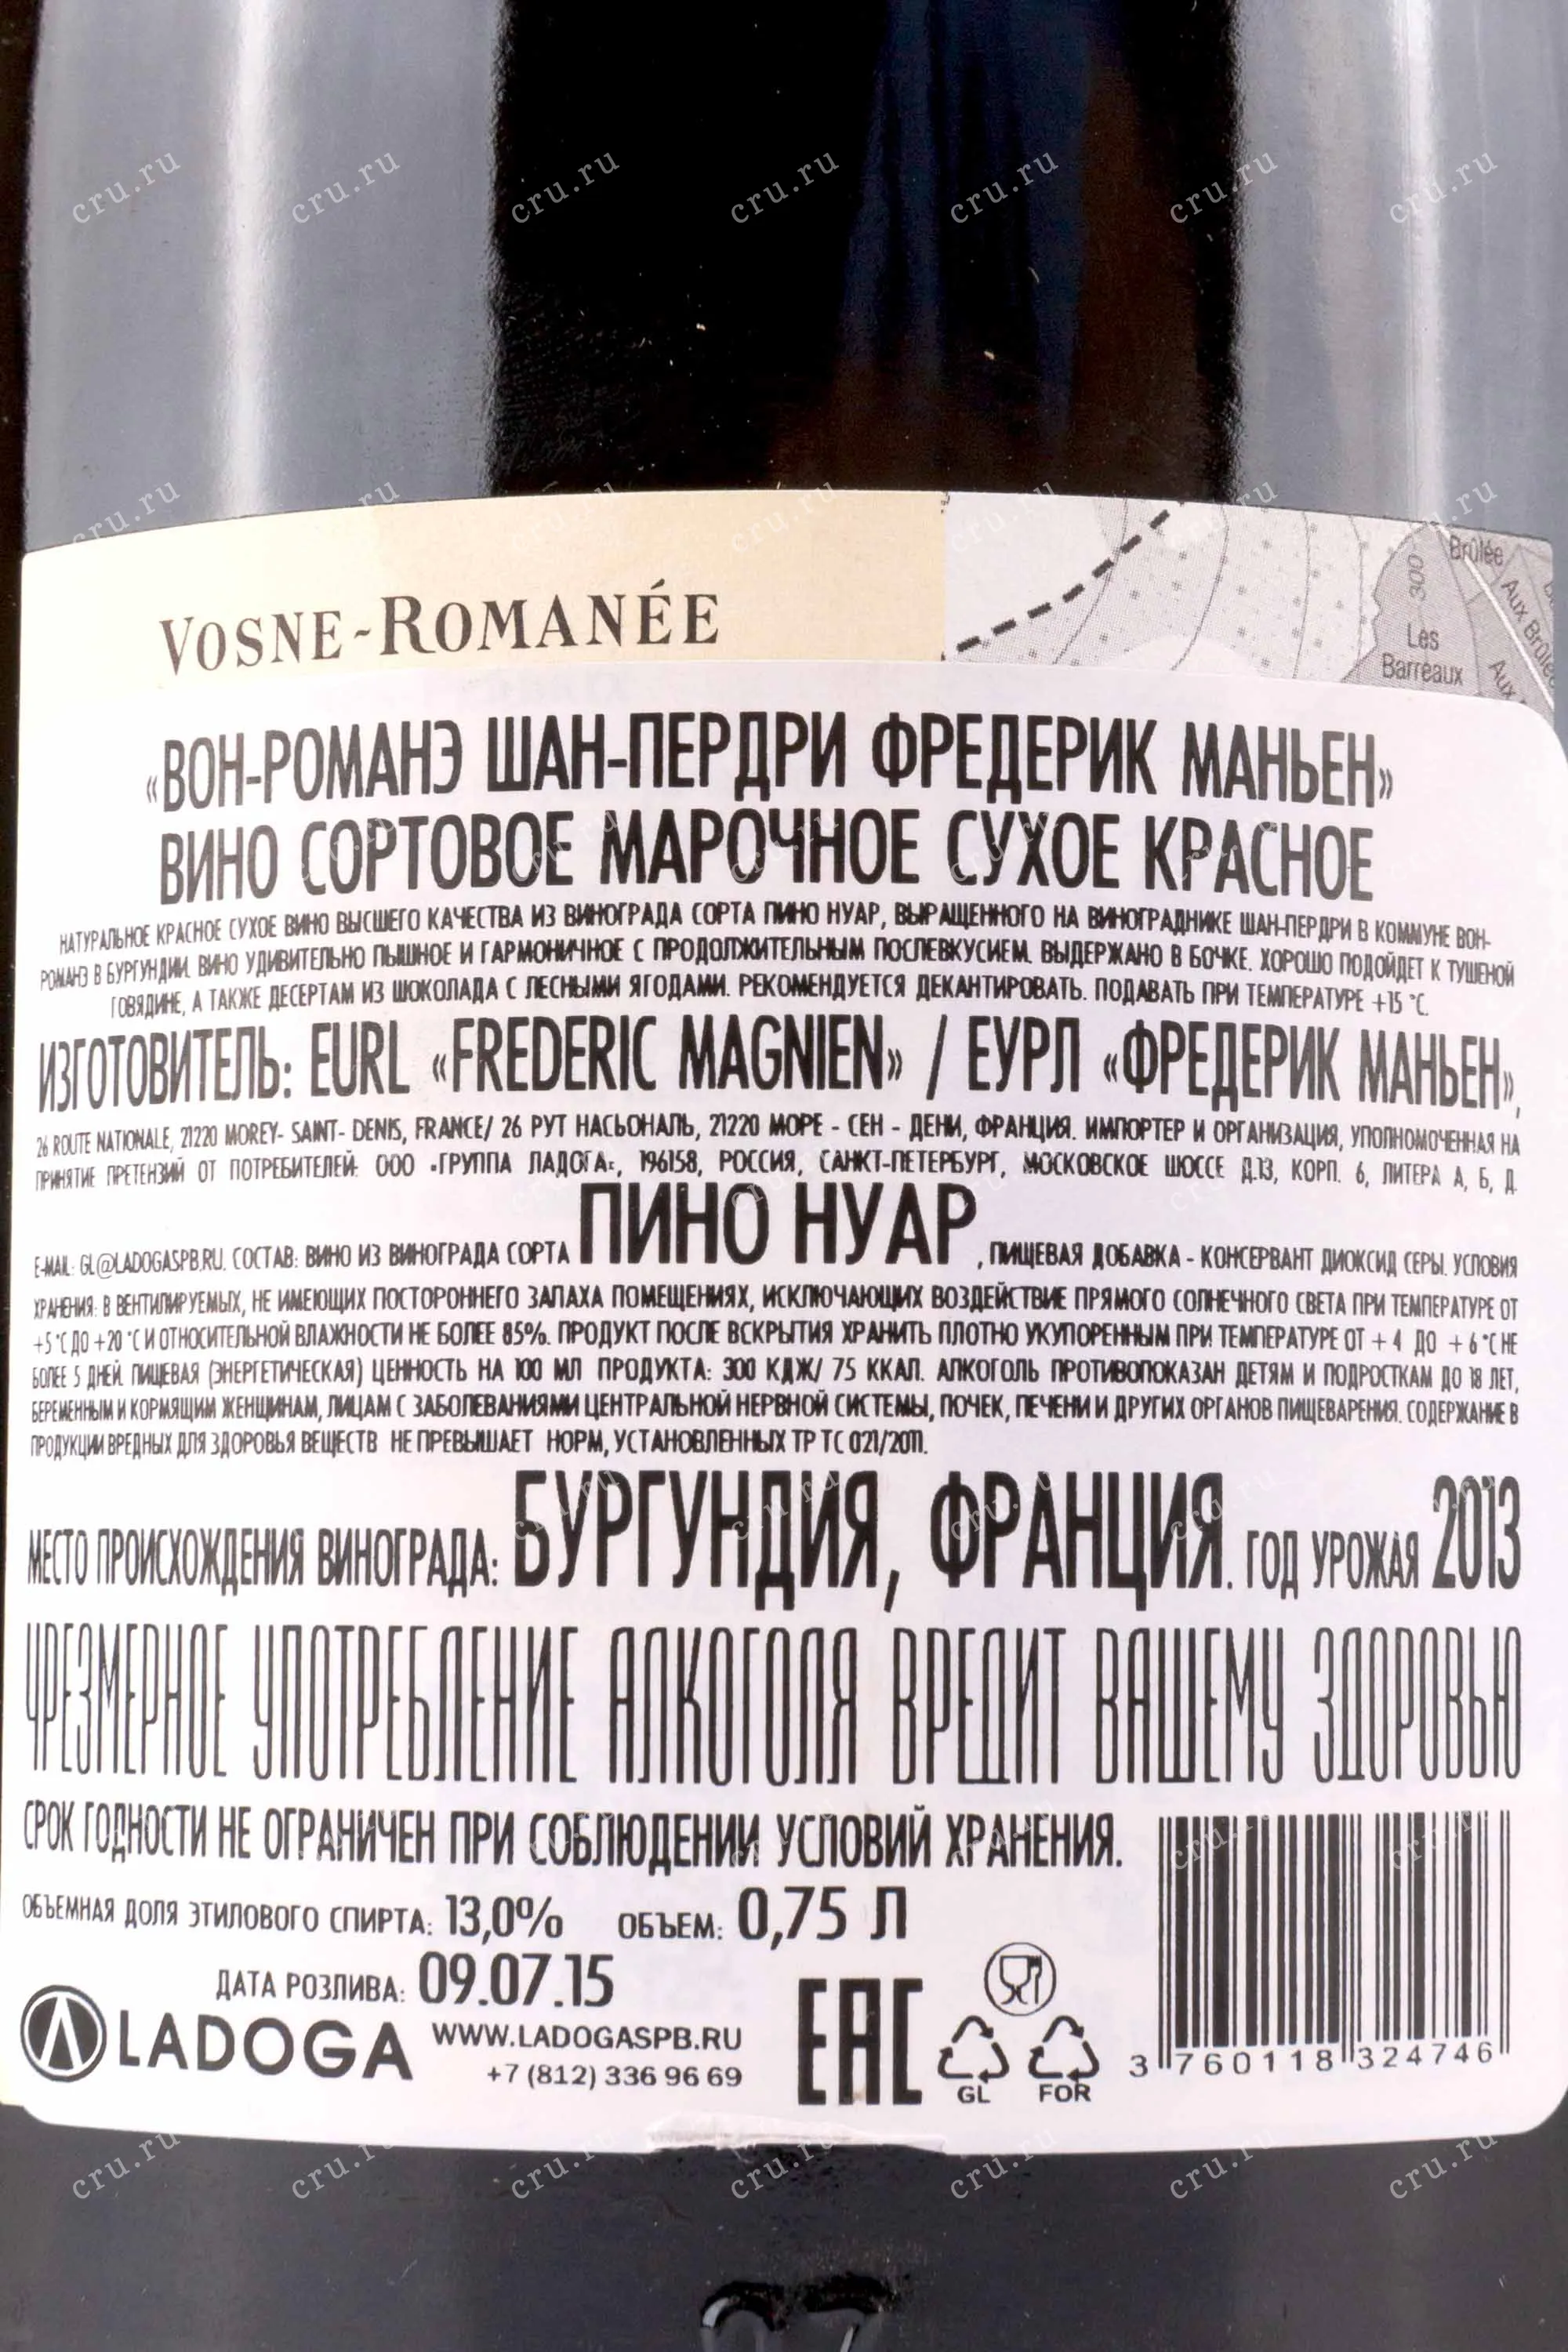 Brûlée
300
Aux Brûlées
Les
Barreaux
Aux
VOSNE-ROMANÉE
«ВОН-РОМАНЭ ШАН-ПЕРДРИ ФРЕДЕРИК МАНЬЕН»
ВИНО СОРТОВОЕ МАРОЧНОЕ СУХОЕ КРАСНОЕ
НАТУРАЛЬНОЕ КРАСНОЕ СУХОЕ ВИНО ВЫСШЕГО КАЧЕСТВА ИЗ ВИНОГРАДА СОРТА ПИНО НУАР, ВЫРАЩЕННОГО НА ВИНОГРАДНИКЕ ШАН-ПЕРДРИ В КОММУНЕ ВОН-
РОМАНЭ В БУРГУНДИИ. ВИНО УДИВИТЕЛЬНО ПЫШНОЕ И ГАРМОНИЧНОЕ С ПРОДОЛЖИТЕЛЬНЫМ ПОСЛЕВКУСИЕМ. ВЫДЕРЖАНО В БОЧКЕ. ХОРОШО ПОДОЙДЕТ К ТУШЕНОЙ
ГОВЯДИНЕ, А ТАКЖЕ ДЕСЕРТАМ ИЗ ШОКОЛАДА С ЛЕСНЫМИ ЯГОДАМИ. РЕКОМЕНДУЕТСЯ ДЕКАНТИРОВАТЬ. ПОДАВАТЬ ПРИ ТЕМПЕРАТУРЕ +15 °С.
ИЗГОТОВИТЕЛЬ: EURL «FREDERIC MAGNIEN» / ЕУРЛ «ФРЕДЕРИК МАНЬЕН»,
26 ROUTE NATIONALE, 21220 MOREY- SAINT- DENIS, FRANCE/ 26 РУТ НАСЬОНАЛЬ, 21220 МОРЕ - СЕН - ДЕНИ, ФРАНЦИЯ. ИМПОРТЕР И ОРГАНИЗАЦИЯ, УПОЛНОМОЧЕННАЯ НА
ПРИНЯТИЕ ПРЕТЕНЗИЙ ОТ ПОТРЕБИТЕЛЕЙ: ООО «ГРУППА ЛАДОГА», 196158, РОССИЯ, САНКТ-ПЕТЕРБУРГ, МОСКОВСКОЕ ШОССЕ Д.13, КОРП. 6, ЛИТЕРА А, Б, Д.
E-MAIL: GL@LADOGASPB.RU. СОСТАВ: ВИНО ИЗ ВИНОГРАДА СОРТА ПИНО НУАР, ПИЩЕВАЯ ДОБАВКА - КОНСЕРВАНТ ДИОКСИД СЕРЫ. УСЛОВИЯ
ХРАНЕНИЯ: В ВЕНТИЛИРУЕМЫХ, НЕ ИМЕЮЩИХ ПОСТОРОННЕГО ЗАПАХА ПОМЕЩЕНИЯХ, ИСКЛЮЧАЮЩИХ ВОЗДЕЙСТВИЕ ПРЯМОГО СОЛНЕЧНОГО СВЕТА ПРИ ТЕМПЕРАТУРЕ ОТ
+5 °С ДО +20 °С И ОТНОСИТЕЛЬНОЙ ВЛАЖНОСТИ НЕ БОЛЕЕ 85%. ПРОДУКТ ПОСЛЕ ВСКРЫТИЯ ХРАНИТЬ ПЛОТНО УКУПОРЕННЫМ ПРИ ТЕМПЕРАТУРЕ ОТ + 4 ДО + 6 °С НЕ
БОЛЕЕ 5 ДНЕЙ. ПИЩЕВАЯ (ЭНЕРГЕТИЧЕСКАЯ) ЦЕННОСТЬ НА 100 МЛ ПРОДУКТА: 300 КДЖ/ 75 ККАЛ. АЛКОГОЛЬ ПРОТИВОПОКАЗАН ДЕТЯМ И ПОДРОСТКАМ ДО 18 ЛЕТ,
БЕРЕМЕННЫМ И КОРМЯЩИМ ЖЕНЩИНАМ, ЛИЦАМ С ЗАБОЛЕВАНИЯМИ ЦЕНТРАЛЬНОЙ НЕРВНОЙ СИСТЕМЫ, ПОЧЕК, ПЕЧЕНИ И ДРУГИХ ОРГАНОВ ПИЩЕВАРЕНИЯ. СОДЕРЖАНИЕ В
ПРОДУКЦИИ ВРЕДНЫХ ДЛЯ ЗДОРОВЬЯ ВЕЩЕСТВ НЕ ПРЕВЫШАЕТ НОРМ, УСТАНОВЛЕННЫХ ТР ТС 021/2011.
МЕСТО ПРОИСХОЖДЕНИЯ ВИНОГРАДА: БУРГУНДИЯ, ФРАНЦИЯ. ГОД УРОЖАЯ 2013
ЧРЕЗМЕРНОЕ УПОТРЕБЛЕНИЕ АЛКОГОЛЯ ВРЕДИТ ВАШЕМУ ЗДОРОВЬЮ
СРОК ГОДНОСТИ НЕ ОГРАНИЧЕН ПРИ СОБЛЮДЕНИИ УСЛОВИЙ ХРАНЕНИЯ.
ОБЪЕМНАЯ ДОЛЯ ЭТИЛОВОГО СПИРТА: 13,0% ОБЪЕМ: 0,75 Л
ДАТА РОЗЛИВА: 09.07.15
LADOGA
WWW.LADOGASPB.RU
+7 (812) 336 96 69
EAC
GL FOR
3 760118 324746
cru.ru